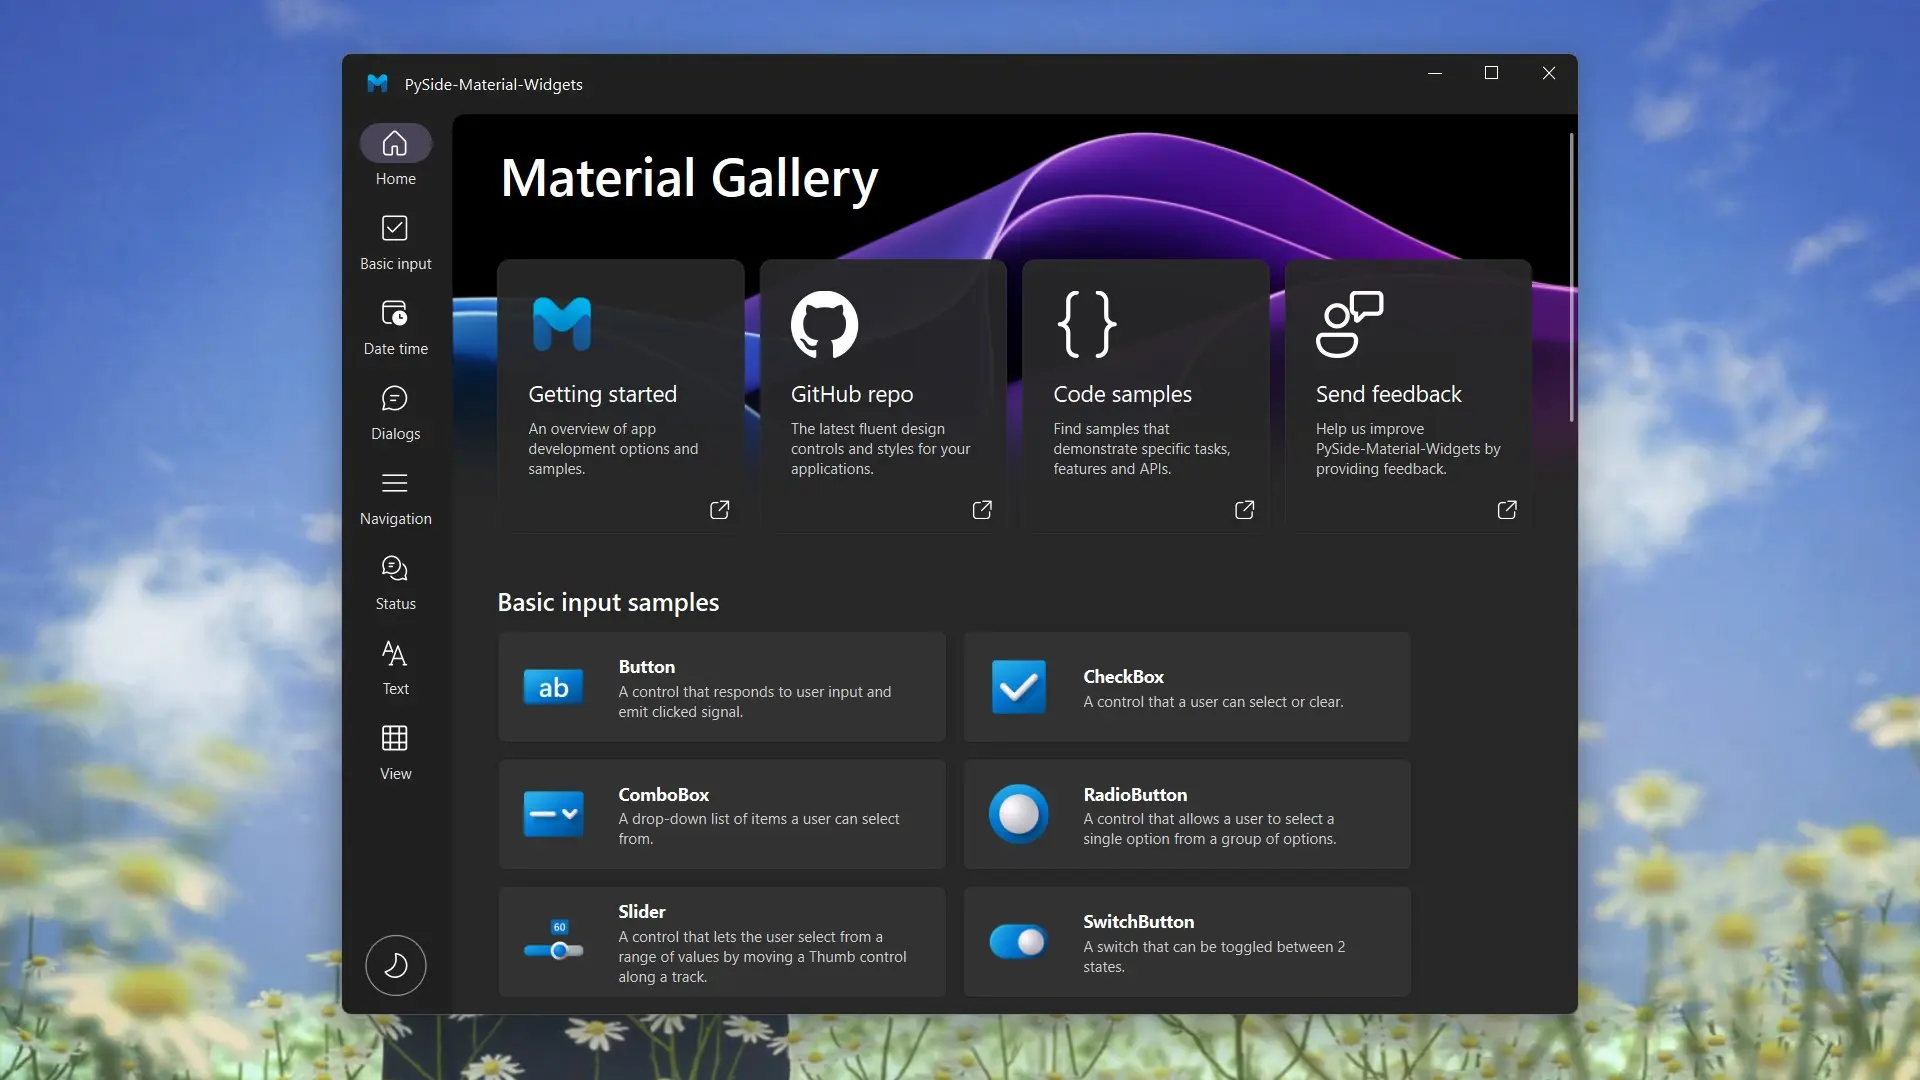 PySide-Material-Widgets
Home
Basic input
Date time
Dialogs
Navigation
Status
Text
View
Material Gallery
Getting started
An overview of app
development options and
samples.
GitHub repo
The latest fluent design
controls and styles for your
applications.
Code samples
Find samples that
demonstrate specific tasks,
features and APIs.
Send feedback
Help us improve
PySide-Material-Widgets by
providing feedback.
Basic input samples
ab
Button
A control that responds to user input and
emit clicked signal.
CheckBox
A control that a user can select or clear.
ComboBox
A drop-down list of items a user can select
from.
RadioButton
A control that allows a user to select a
single option from a group of options.
60
Slider
A control that lets the user select from a
range of values by moving a Thumb control
along a track.
SwitchButton
A switch that can be toggled between 2
states.